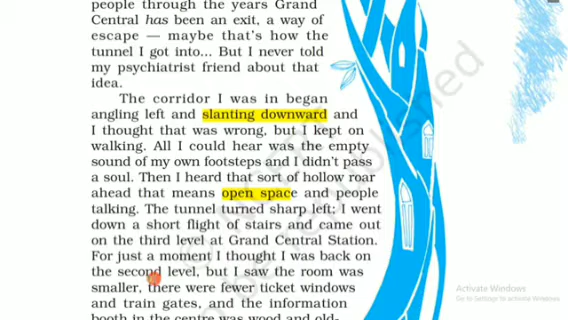 people through the years Grand
Central has been an exit, a way of
escape — maybe that's how the
tunnel I got into... But I never told
my psychiatrist friend about that
idea.
The corridor I was in began
angling left and slanting downward and
I thought that was wrong, but I kept on
walking. All I could hear was the empty
sound of my own footsteps and I didn't pass
a soul. Then I heard that sort of hollow roar
ahead that means open space and people
talking. The tunnel turned sharp left; I went
down a short flight of stairs and came out
on the third level at Grand Central Station.
For just a moment I thought I was back on
the second level, but I saw the room was
smaller, there were fewer ticket windows
and train gates, and the information
booth in the centre was wood and old-
Activate Windows
Go to Settings to activate Windows.